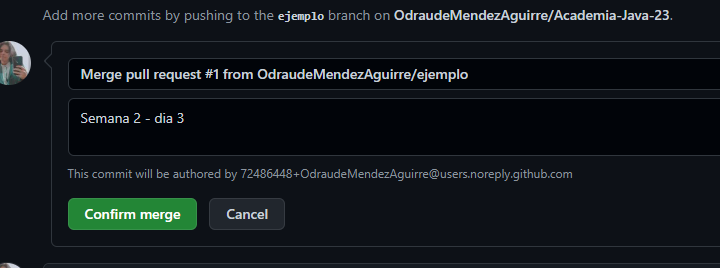 Add more commits by pushing to the ejemplo branch on OdraudeMendezAguirre/Academia-Java-23.
Merge pull request #1 from OdraudeMendezAguirre/ejemplo
Semana 2 - dia 3
This commit will be authored by 72486448+OdraudeMendezAguirre@users.noreply.github.com
Confirm merge
Cancel